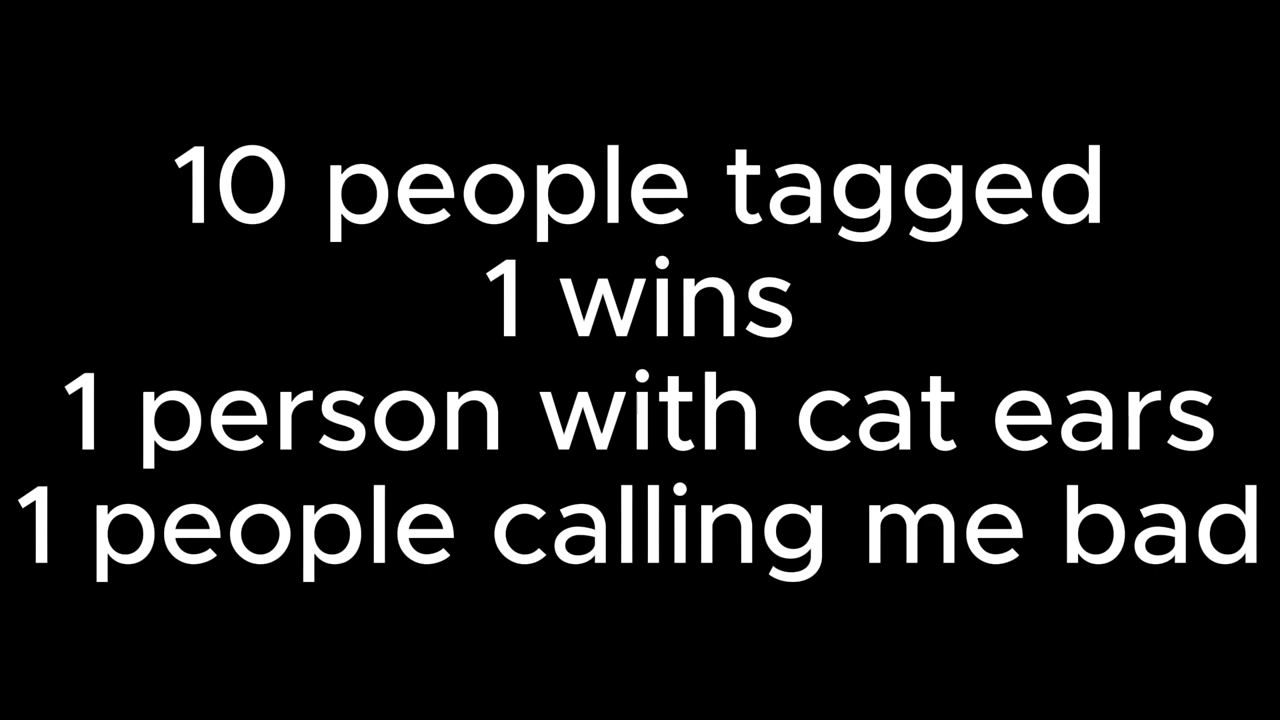 10 people tagged
1 wins
1 person with cat ears
1 people calling me bad